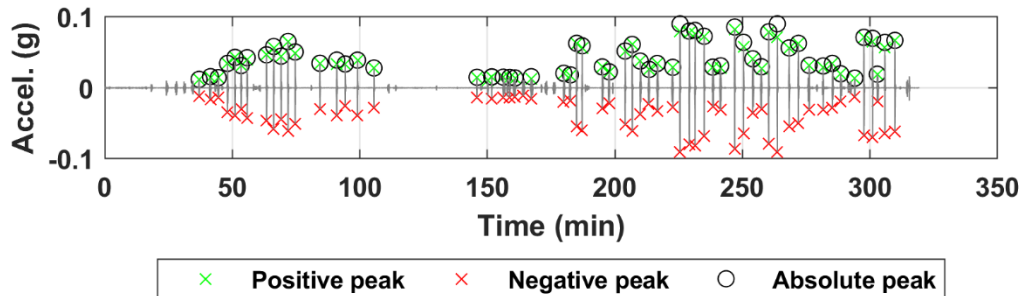 Accel. (g)
0.1
0
-0.1
0 50 100 150 200 250 300 350
Time (min)
Positive peak Negative peak Absolute peak